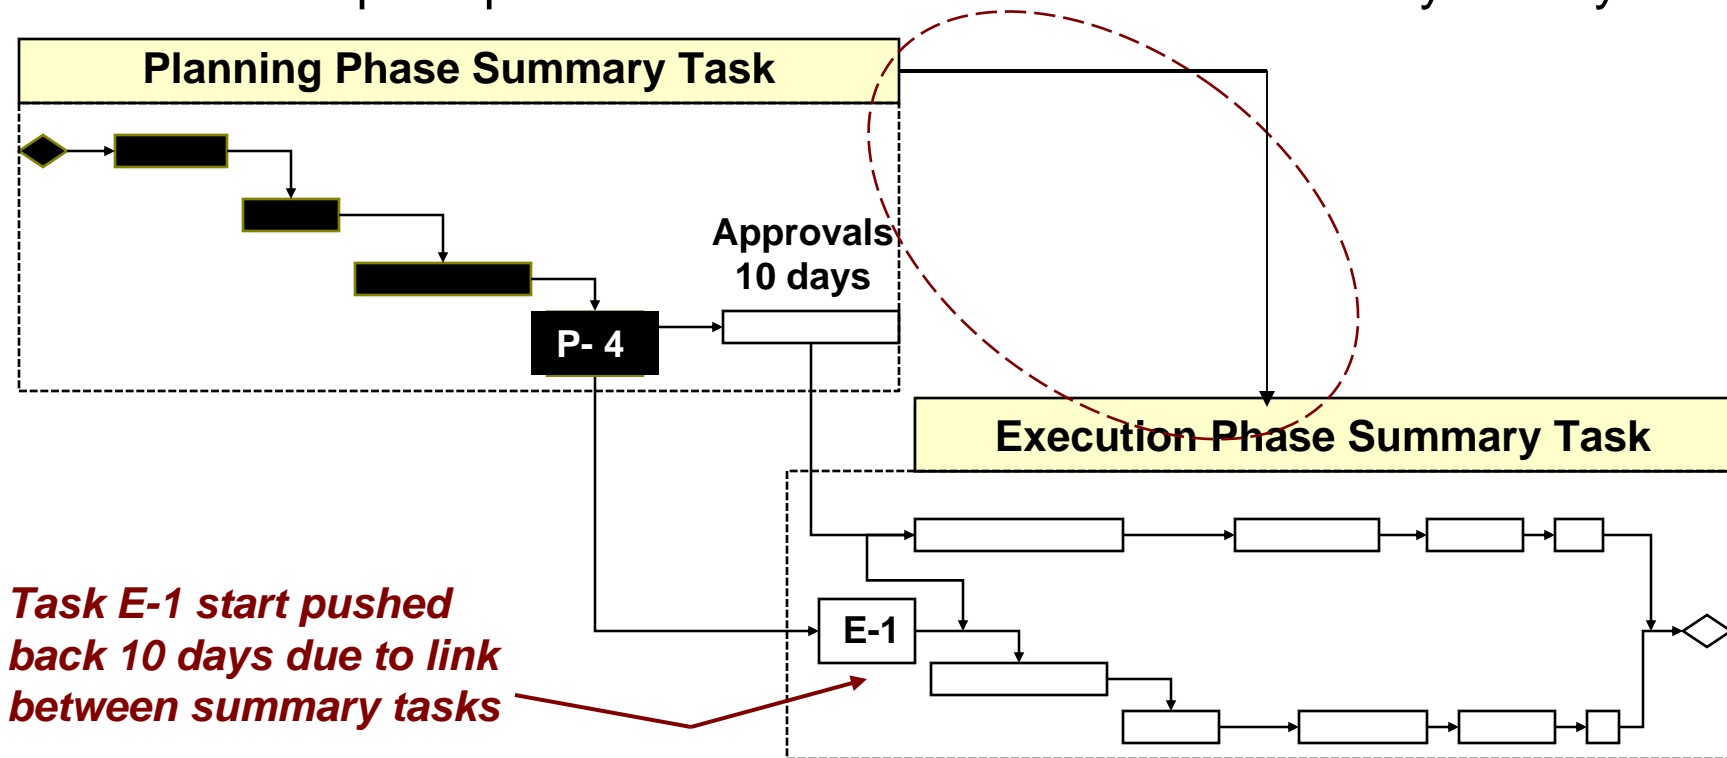 Planning Phase Summary Task
Approvals
10 days
P- 4
Execution Phase Summary Task
E-1
Task E-1 start pushed
back 10 days due to link
between summary tasks